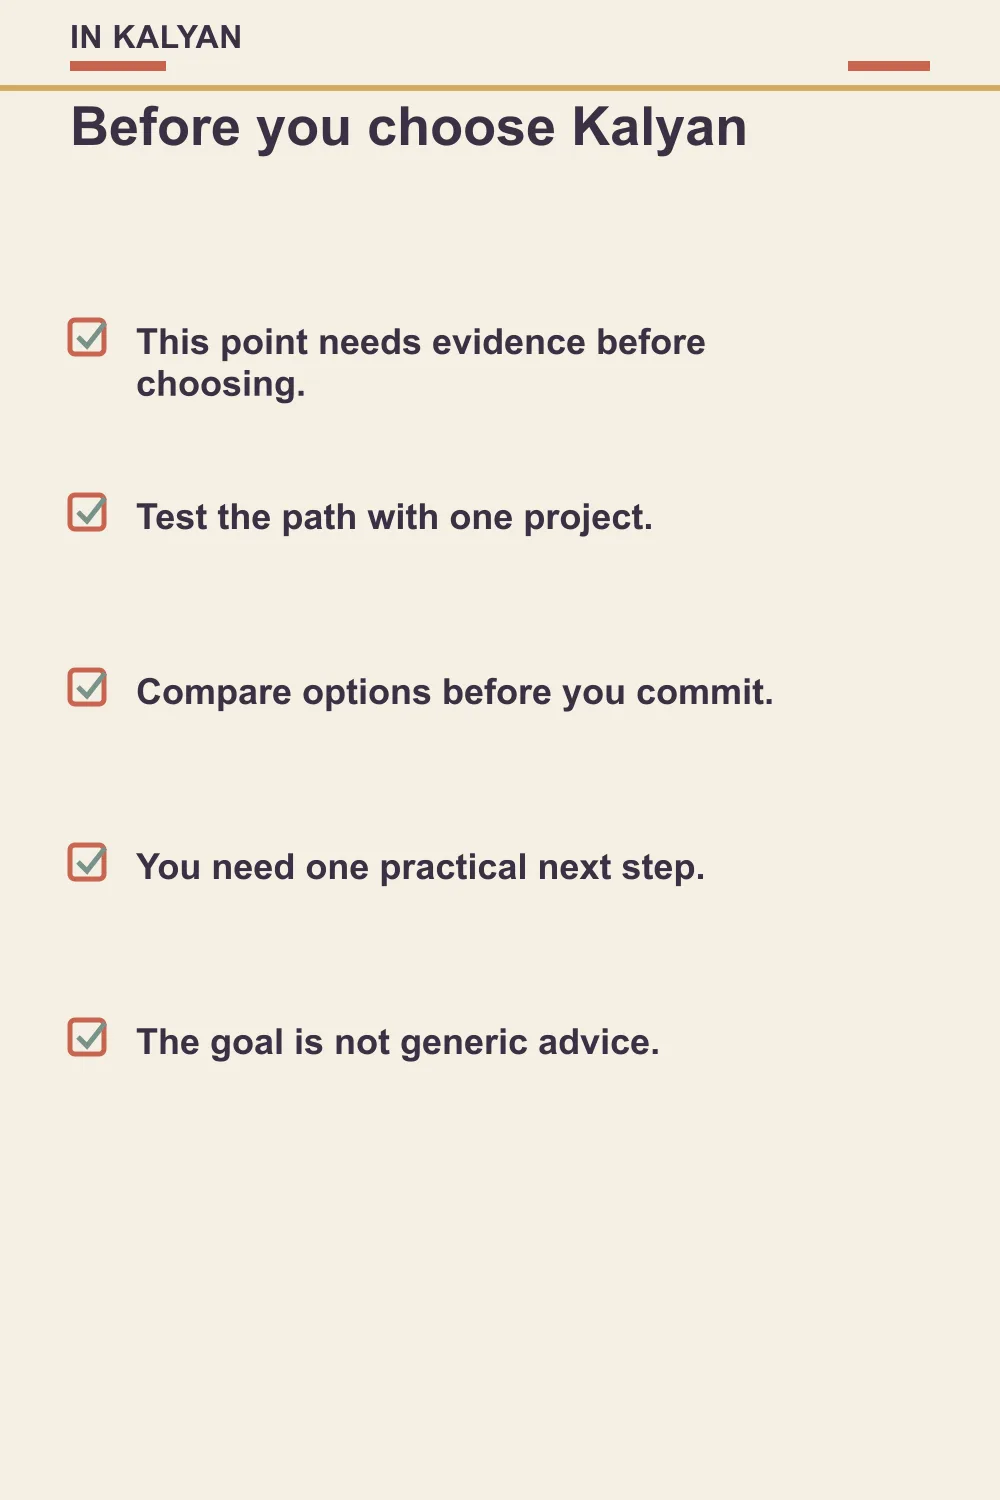 IN KALYAN
Before you choose Kalyan
This point needs evidence before
choosing.
Test the path with one project.
Compare options before you commit.
You need one practical next step.
The goal is not generic advice.